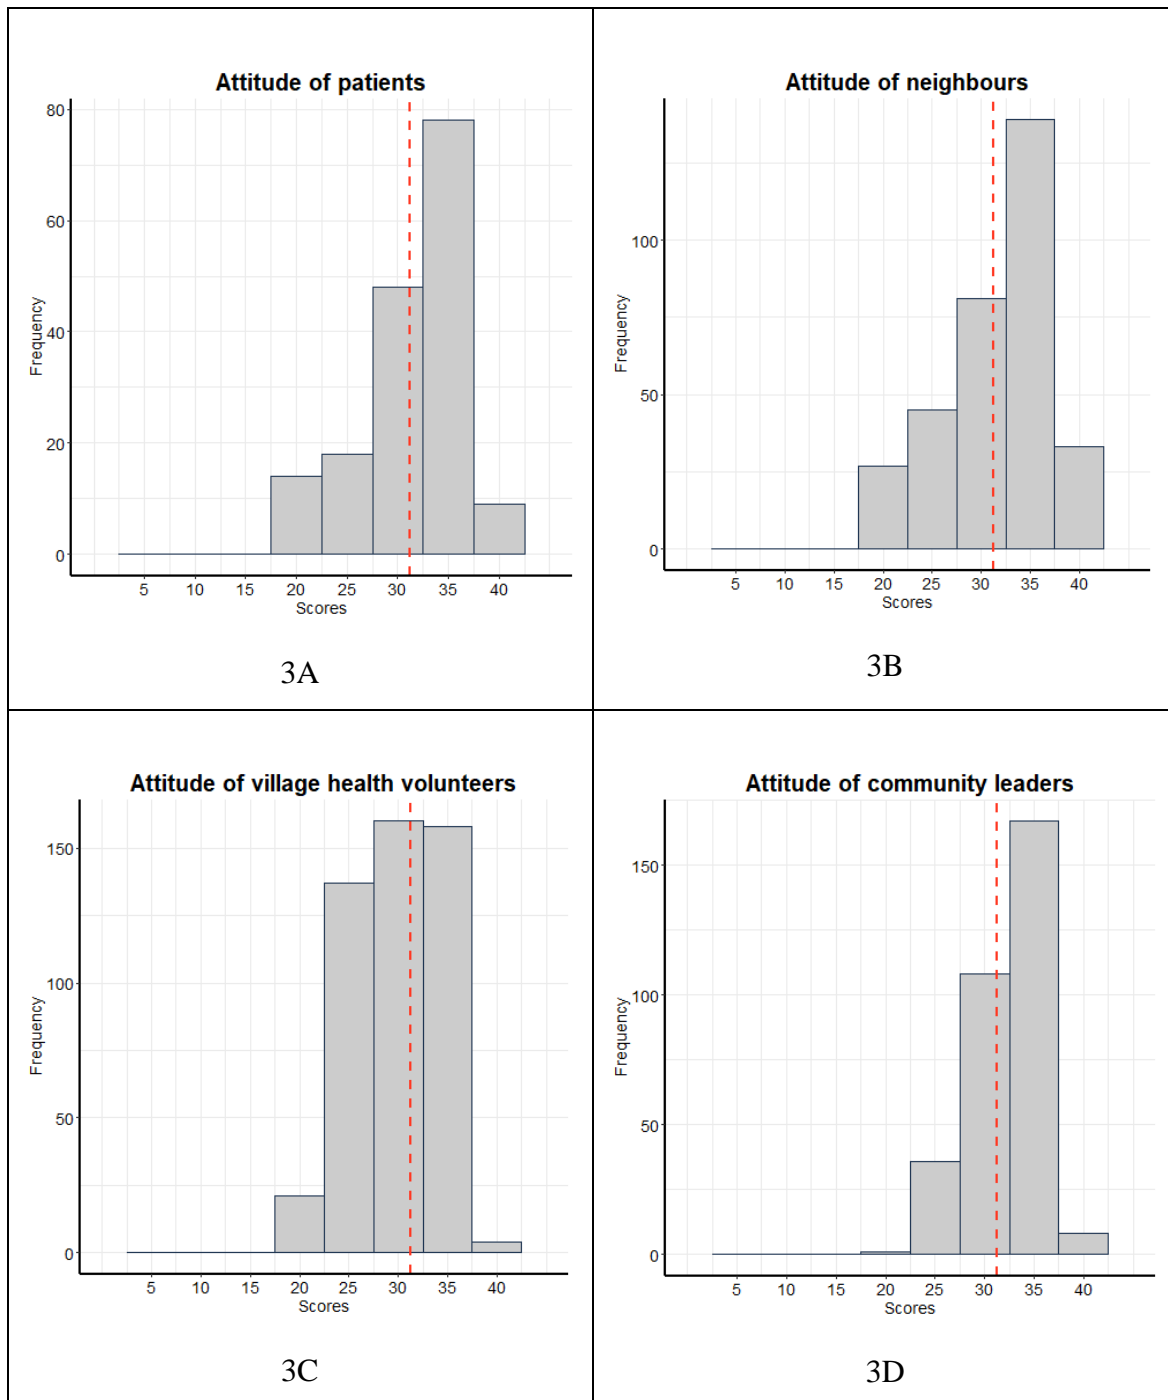 Attitude of patients
80
60
40
20
0
Frequency
5 10 15 20 25 30 35 40
Scores
3A
Attitude of neighbours
100
50
0
Frequency
5 10 15 20 25 30 35 40
Scores
3B
Attitude of village health volunteers
150
100
50
0
Frequency
5 10 15 20 25 30 35 40
Scores
3C
Attitude of community leaders
150
100
50
0
Frequency
5 10 15 20 25 30 35 40
Scores
3D